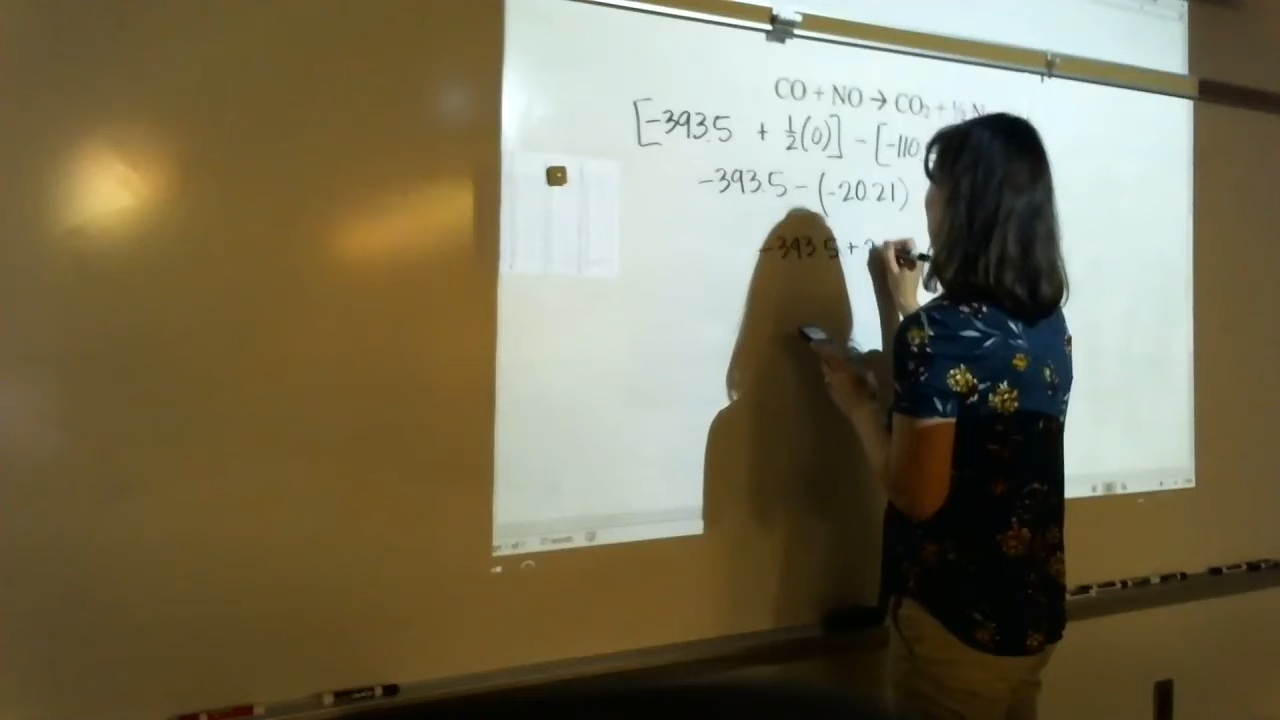 CO + NO → CO₂ + ½ N
[-393.5 + ½(0)] - [-110
-393.5 - (-20.21)
-393.5 +